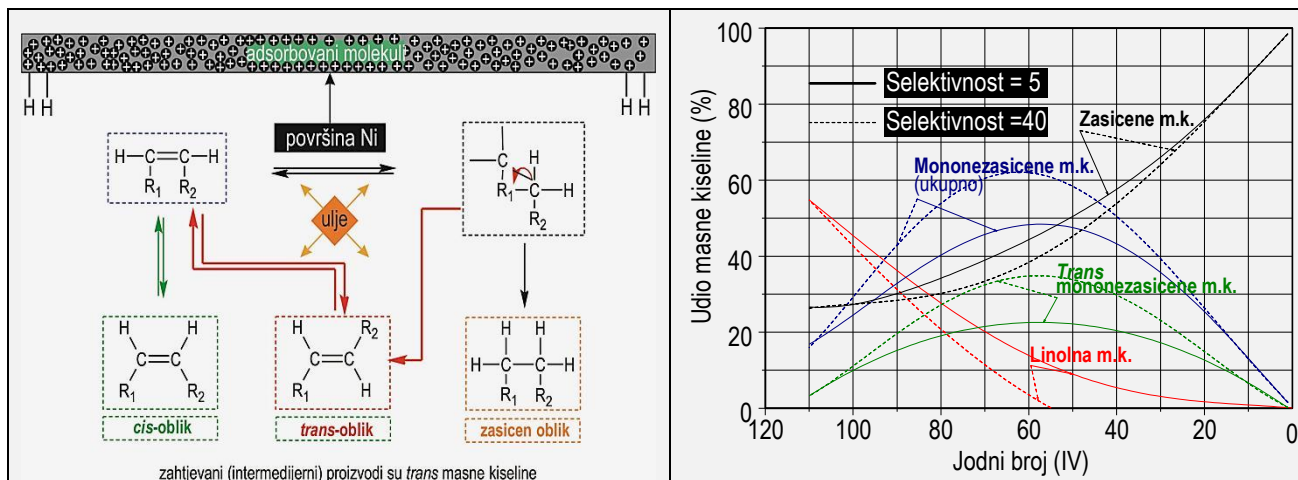 adsorbovani molekuli
H H
H H
površina Ni
H C C H
R1 R2
ulje
C H
R1 C H
R2
H H
C C
R1 R2
cis-oblik
H R2
C C
R1 H
trans-oblik
H H
H C C H
R1 R2
zasicen oblik
zahtjevani (intermedijerni) proizvodi su trans masne kiseline
Udio masne kiseline (%)
100
80
60
40
20
0
Selektivnost = 5
Selektivnost =40
Zasicene m.k.
Mononezasicene m.k.
(ukupno)
Trans
mononezasicene m.k.
Linolna m.k.
120 100 80 60 40 20 0
Jodni broj (IV)